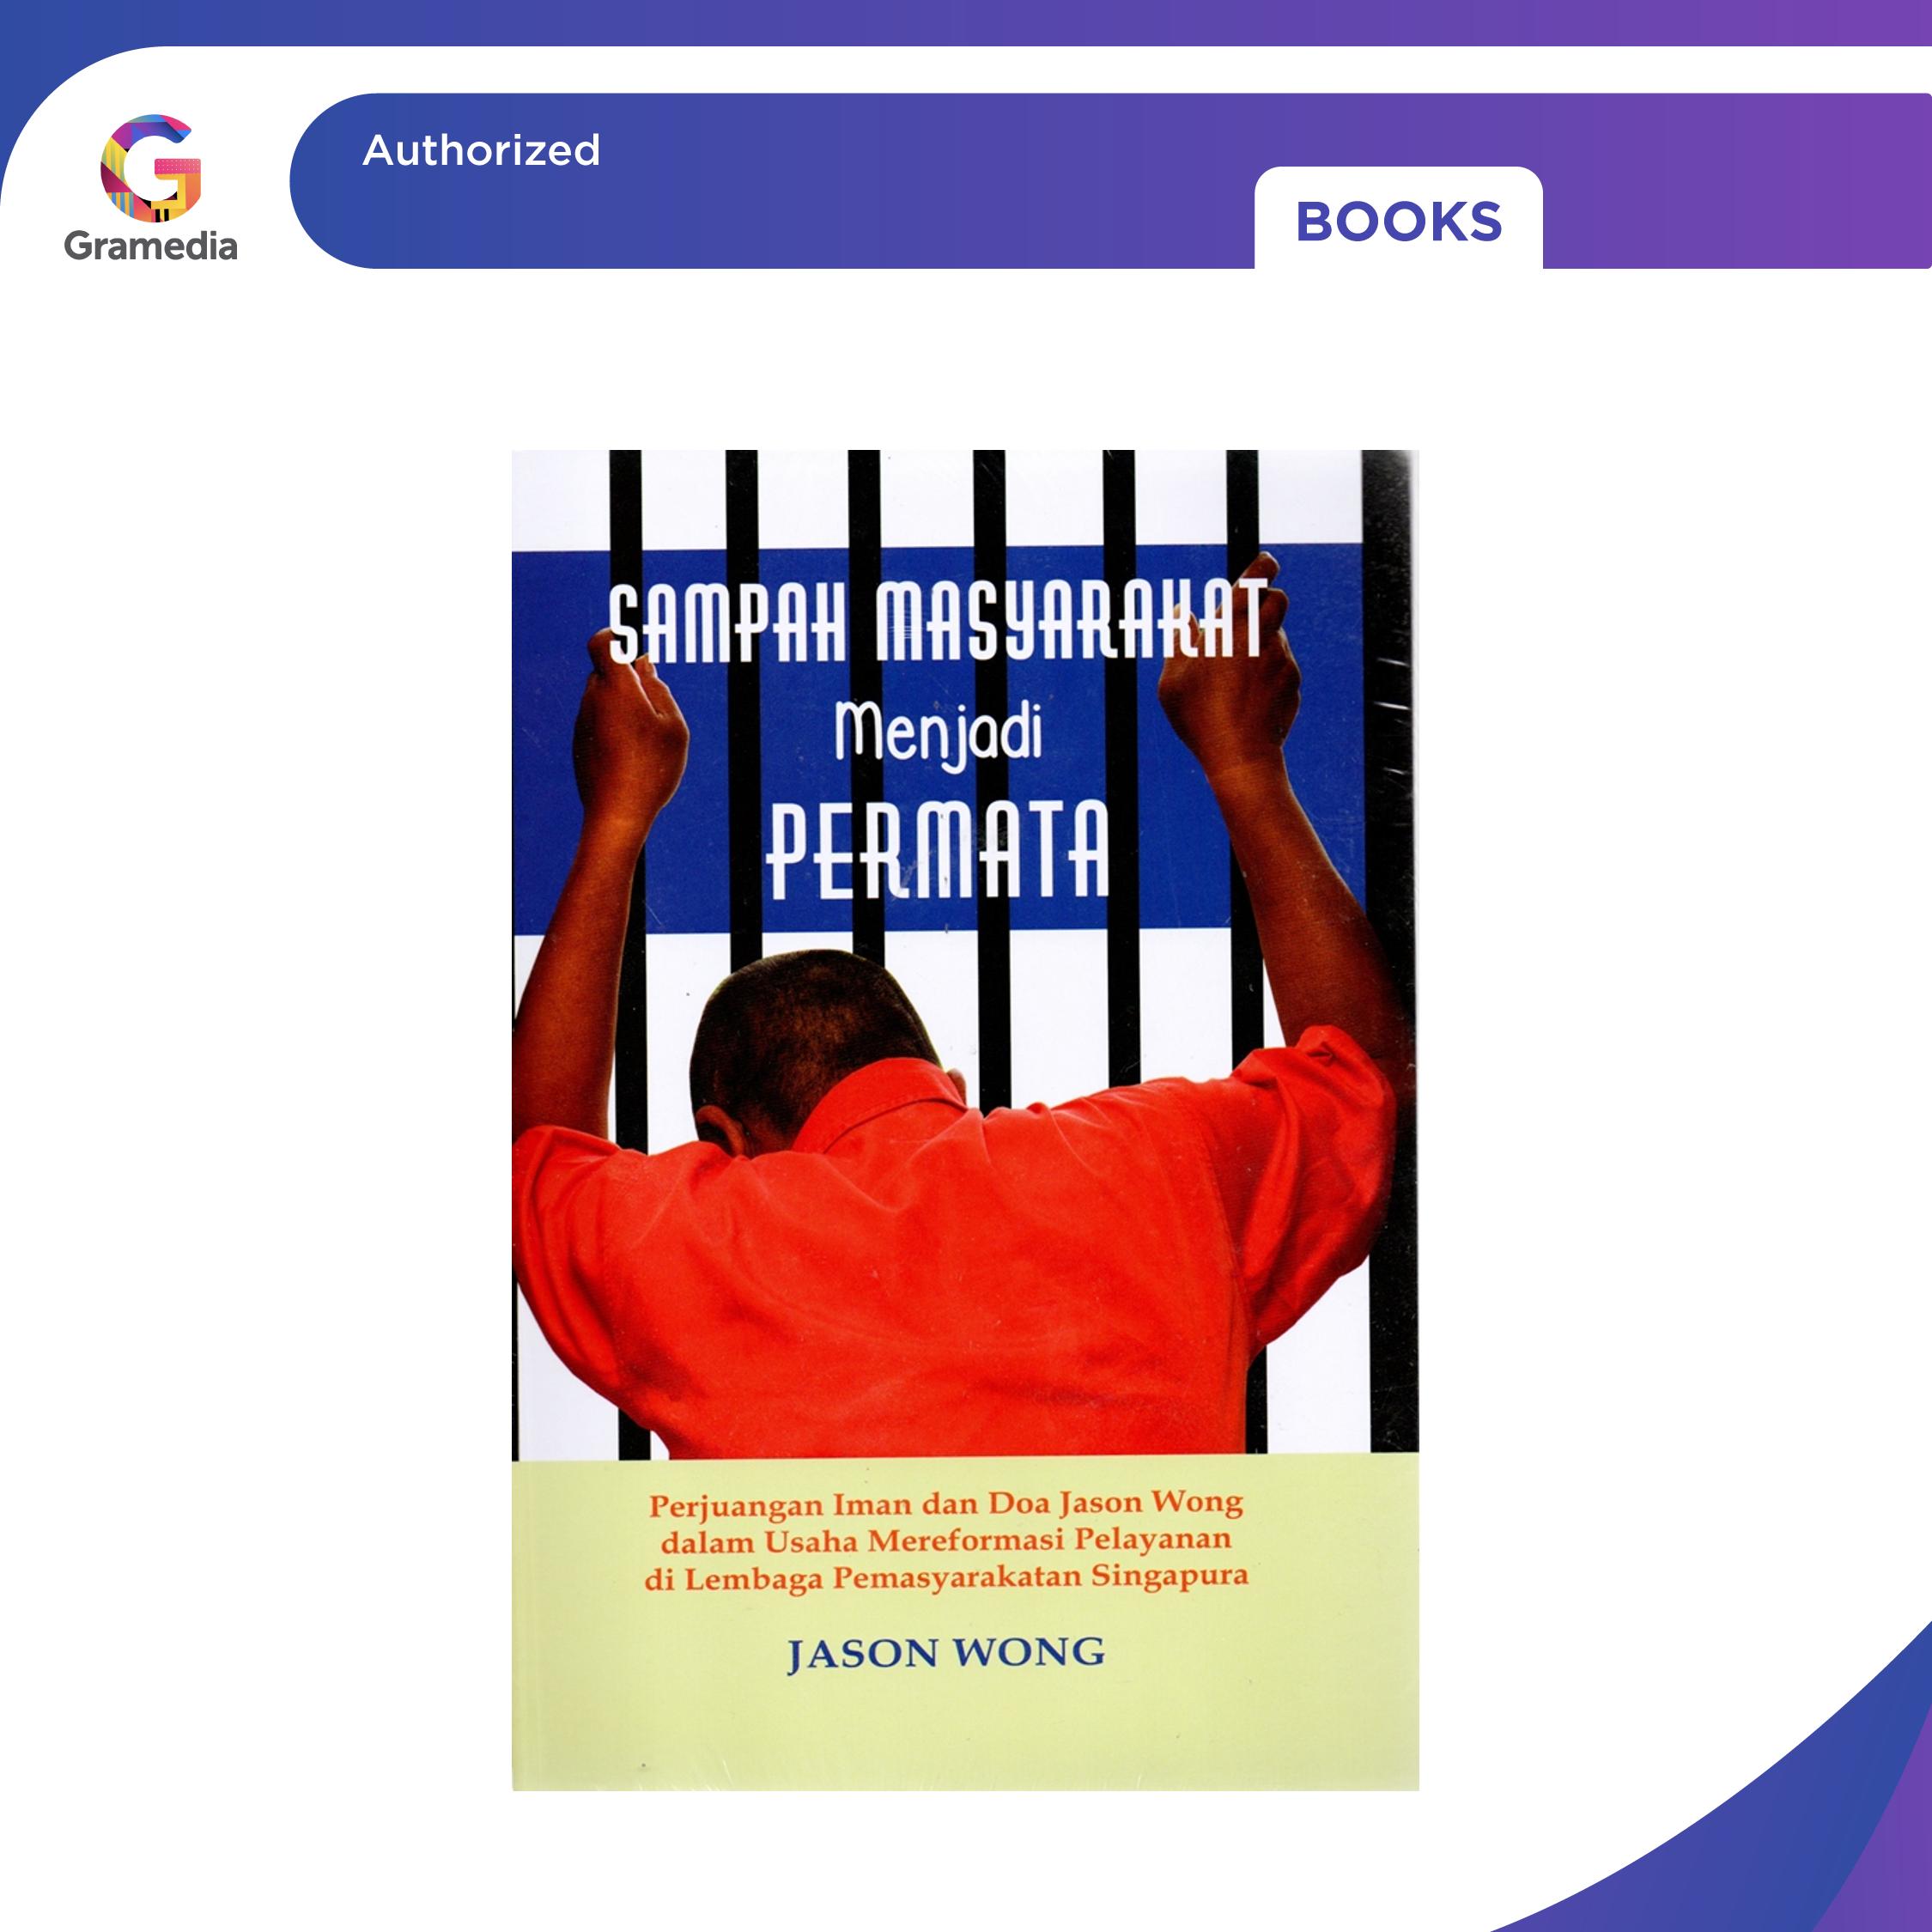 Gramedia
Authorized
BOOKS
SAMPAH MASYARAKAT
Menjadi
PERMATA
Perjuangan Iman dan Doa Jason Wong
dalam Usaha Mereformasi Pelayanan
di Lembaga Pemasyarakatan Singapura
JASON WONG